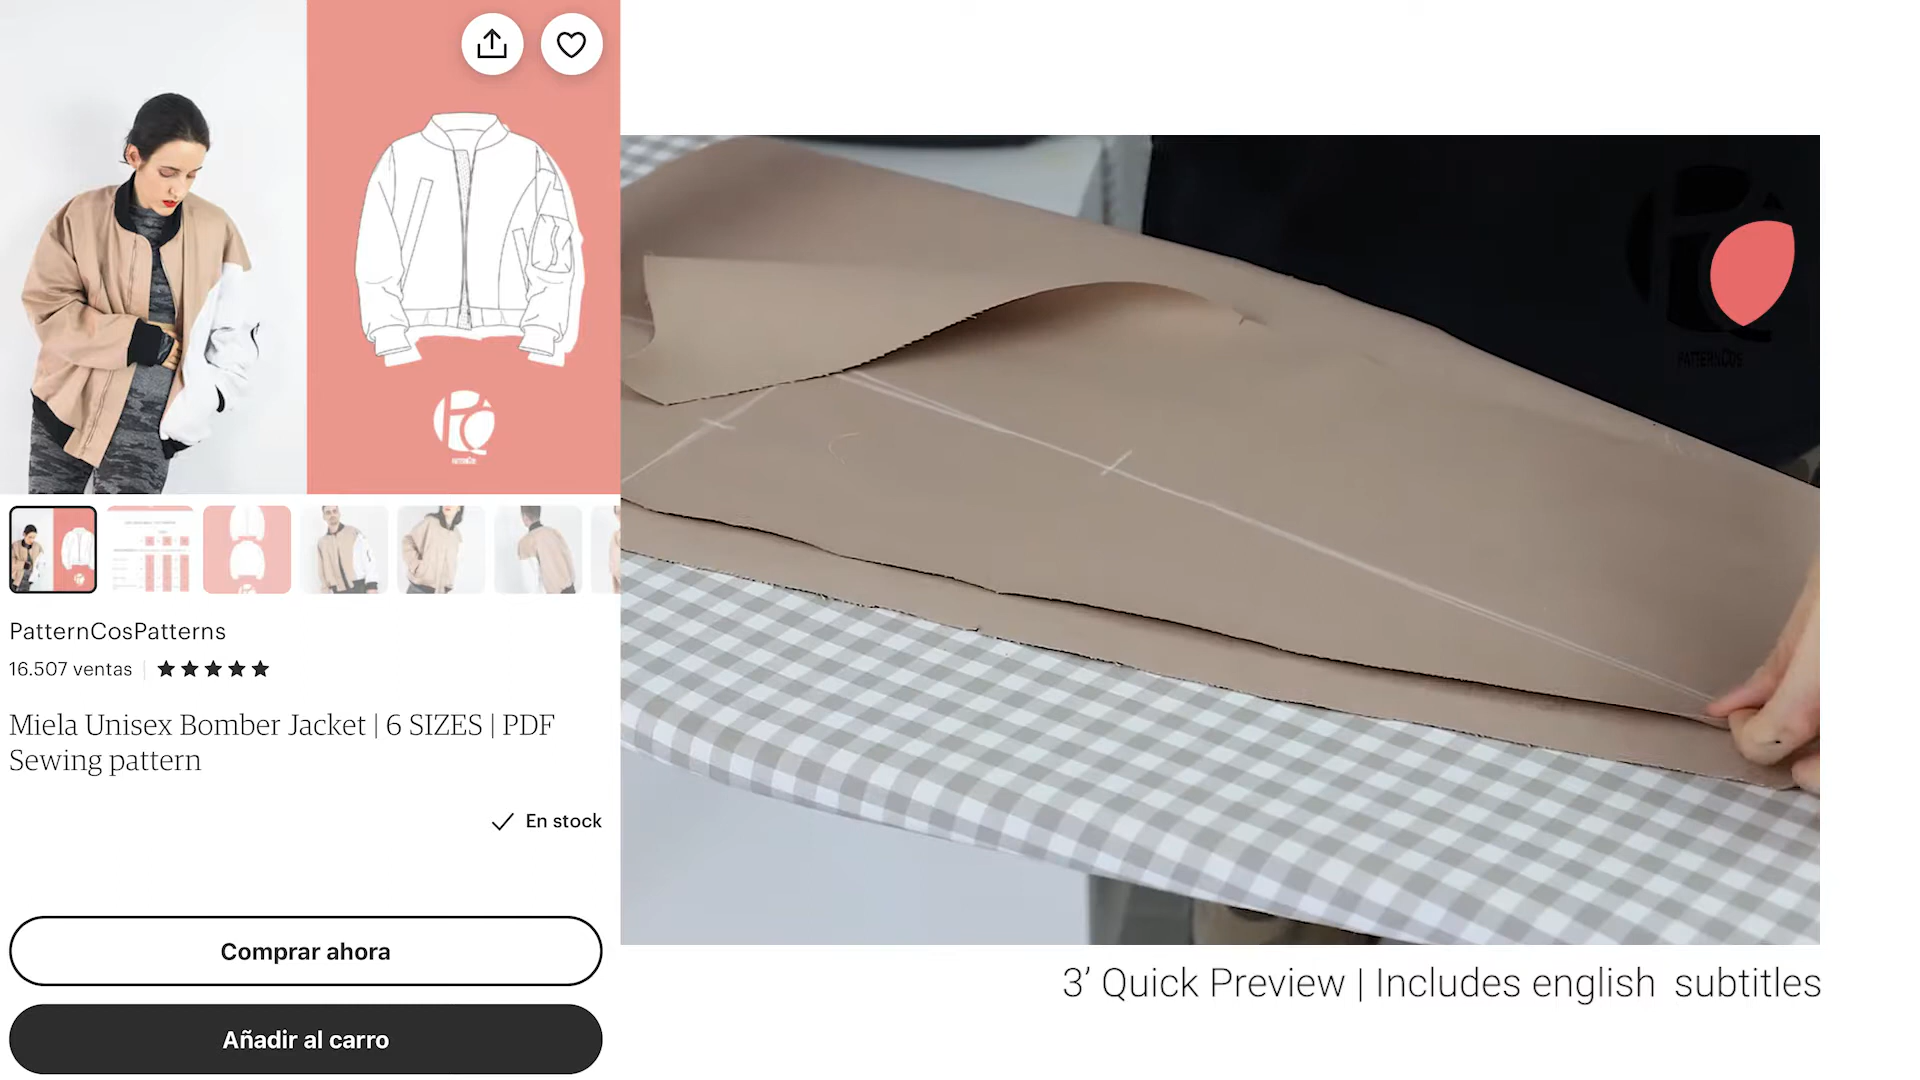 PatternCosPatterns
16.507 ventas
Miela Unisex Bomber Jacket | 6 SIZES | PDF
Sewing pattern
En stock
Comprar ahora
Añadir al carro
PATTERNCOS
3’ Quick Preview | Includes english subtitles